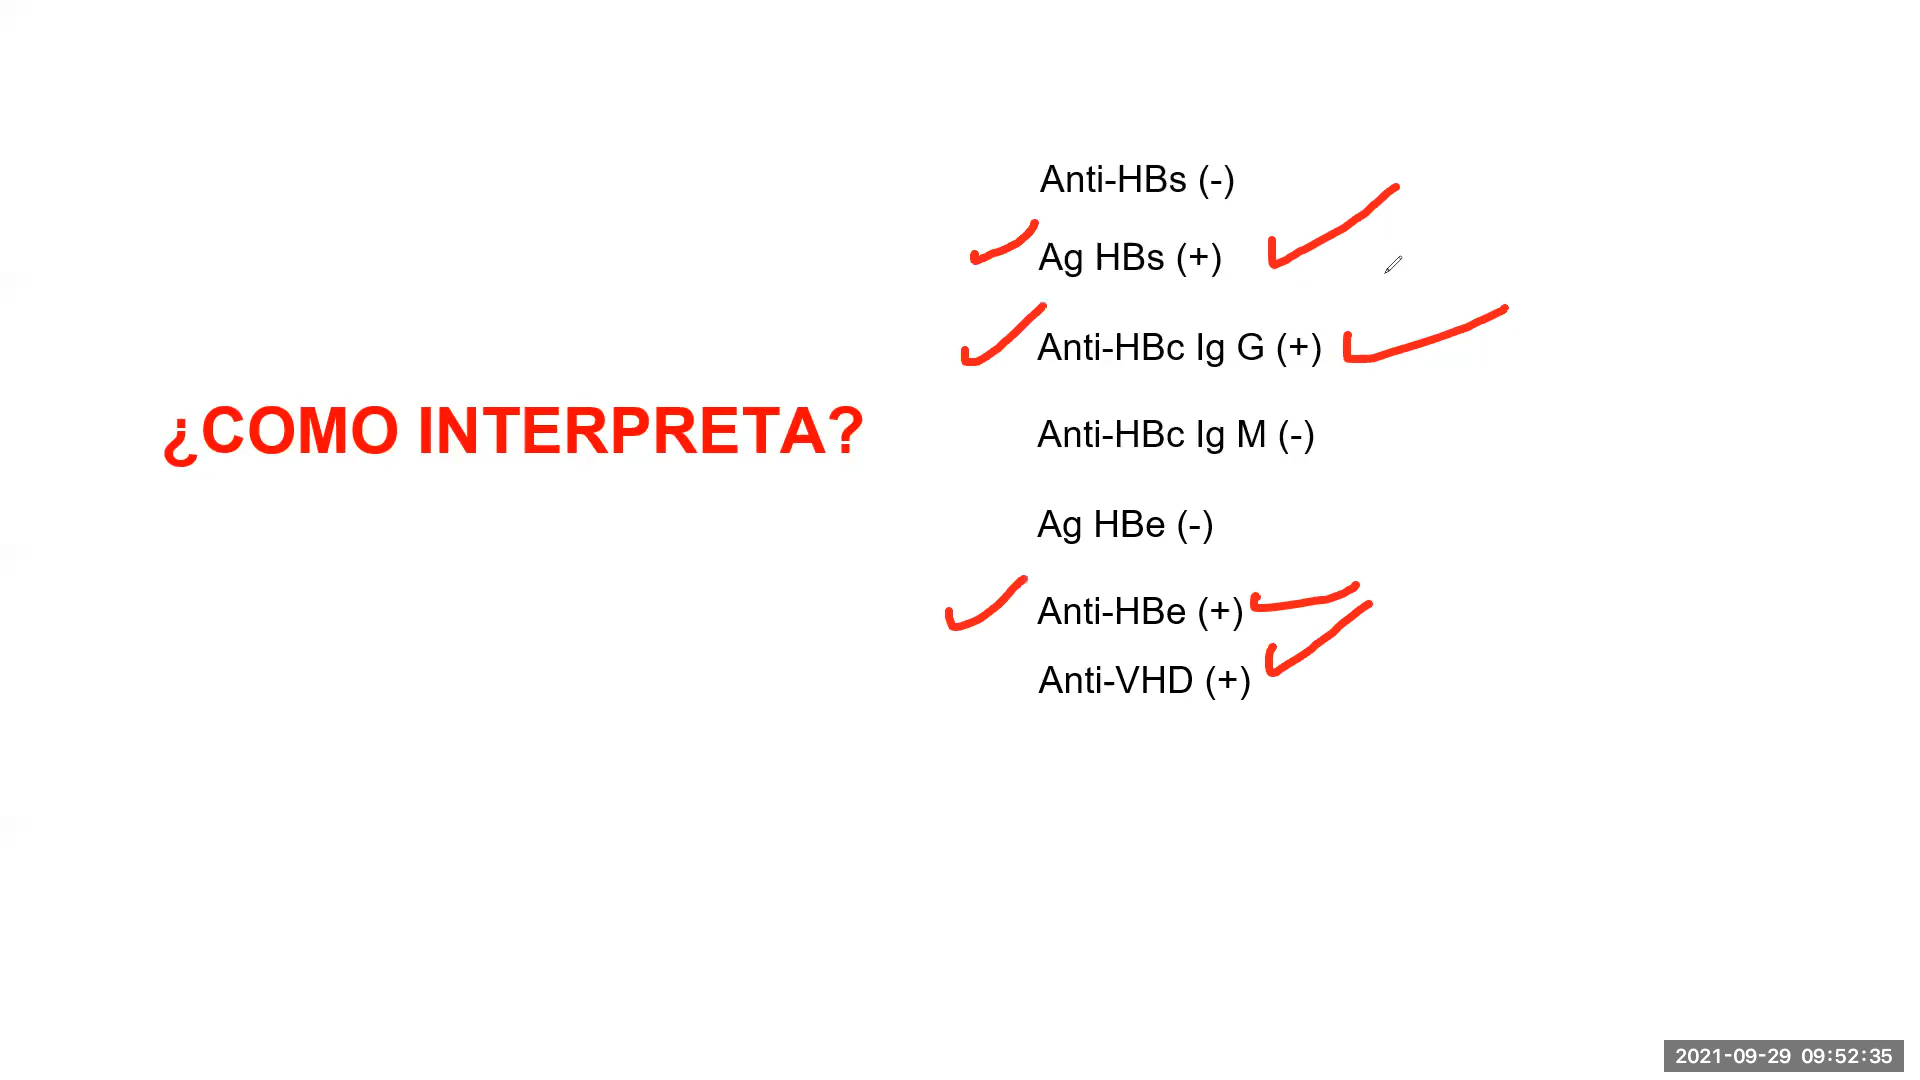 ¿COMO INTERPRETA?
Anti-HBs (-)
Ag HBs (+)
Anti-HBc Ig G (+)
Anti-HBc Ig M (-)
Ag HBe (-)
Anti-HBe (+)
Anti-VHD (+)
2021-09-29 09:52:35